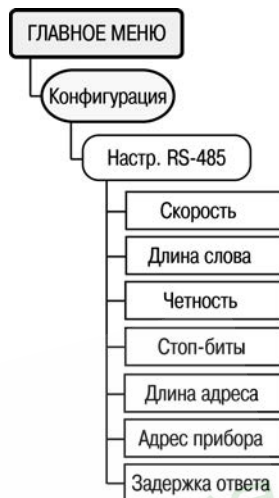 ГЛАВНОЕ МЕНЮ
Конфигурация
Настр. RS-485
Скорость
Длина слова
Четность
Стоп-биты
Длина адреса
Адрес прибора
Задержка ответа